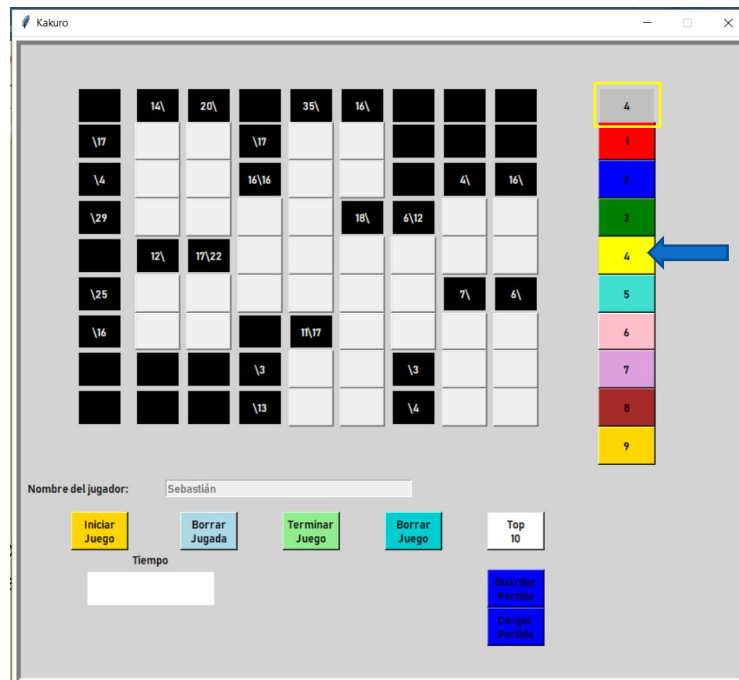 Kakuro
14\ 20\ 35\ 16\ 4
\17 \17 1
\4 16\16 4\ 16\ 2
\29 18\ 6\12 3
12\ 17\22 4
\25 7\ 6\ 5
\16 11\17 6
\3 \3 7
\13 \4 8
9
Nombre del jugador: Sebastián
Iniciar Borrar Terminar Borrar Top
Juego Jugada Juego Juego 10
Tiempo
Guardar
Partida
Cargar
Partida